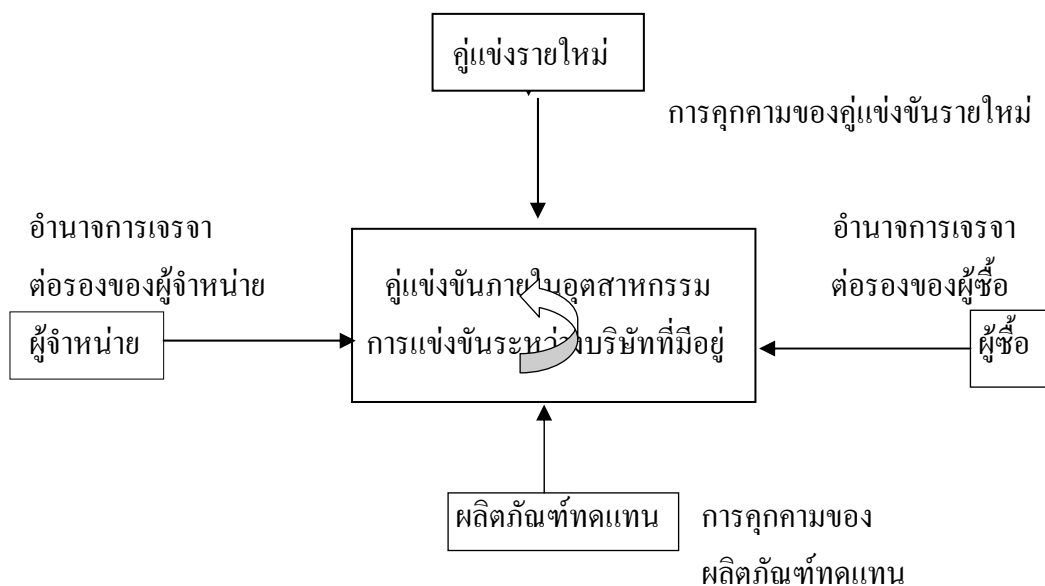 คู่แข่งรายใหม่
การคุกคามของคู่แข่งขันรายใหม่
อำนาจการเจรจา
ต่อรองของผู้จำหน่าย
ผู้จำหน่าย
คู่แข่งขันภายในอุตสาหกรรม
การแข่งขันระหว่างบริษัทที่มีอยู่
อำนาจการเจรจา
ต่อรองของผู้ซื้อ
ผู้ซื้อ
ผลิตภัณฑ์ทดแทน
การคุกคามของ
ผลิตภัณฑ์ทดแทน